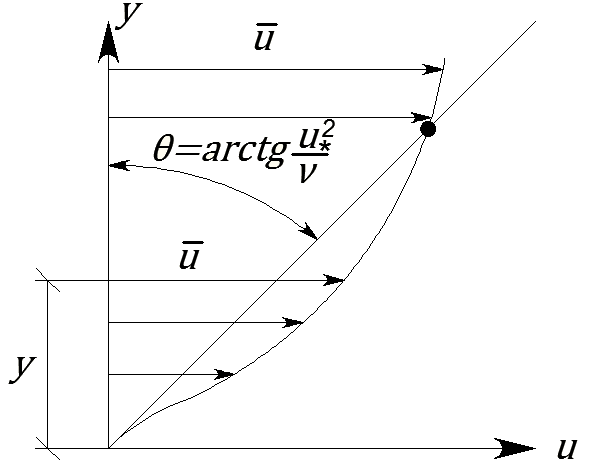 y
u̅
θ=arctg u*²/ν
u̅
y
u